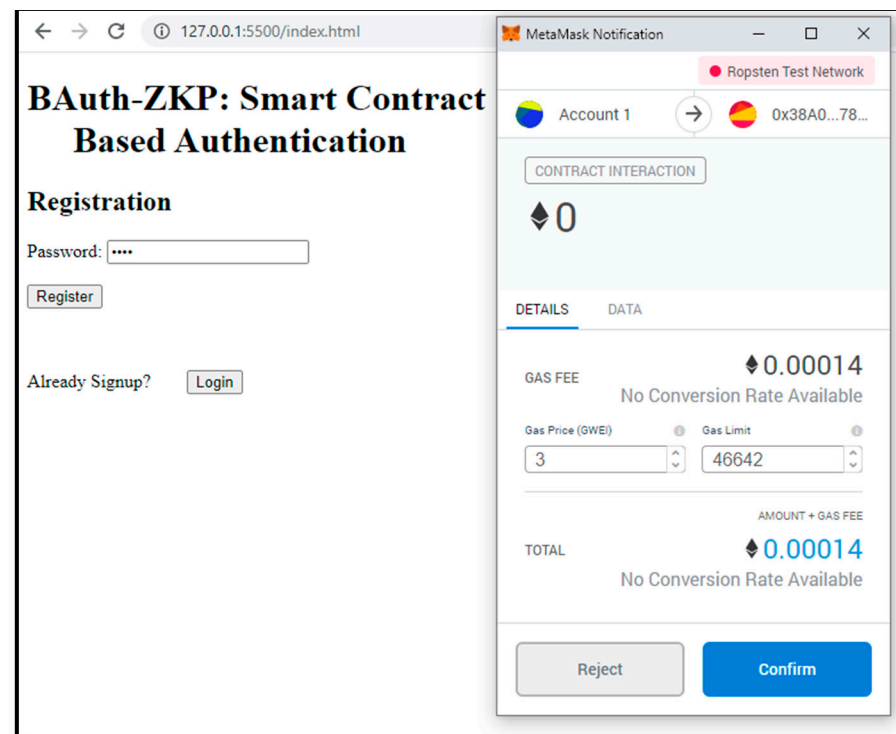 127.0.0.1:5500/index.html
BAuth-ZKP: Smart Contract
Based Authentication
Registration
Password: ••••
Register
Already Signup? Login
MetaMask Notification
Ropsten Test Network
Account 1 0x38A0...78...
CONTRACT INTERACTION
0
DETAILS DATA
GAS FEE 0.00014
No Conversion Rate Available
Gas Price (GWEI) Gas Limit
3 46642
AMOUNT + GAS FEE
TOTAL 0.00014
No Conversion Rate Available
Reject Confirm